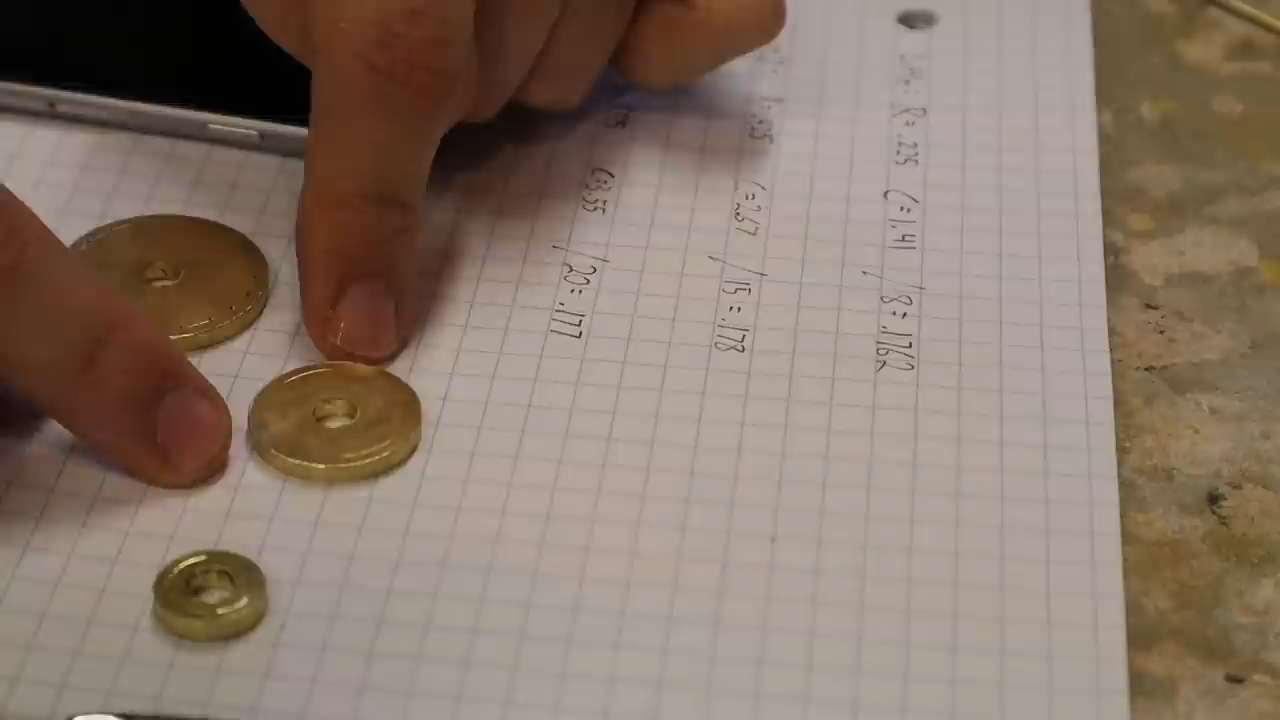 R=.225 C=1.41 / 8=.1762
C=2.67 / 15=.178
C=3.55 / 20=.177